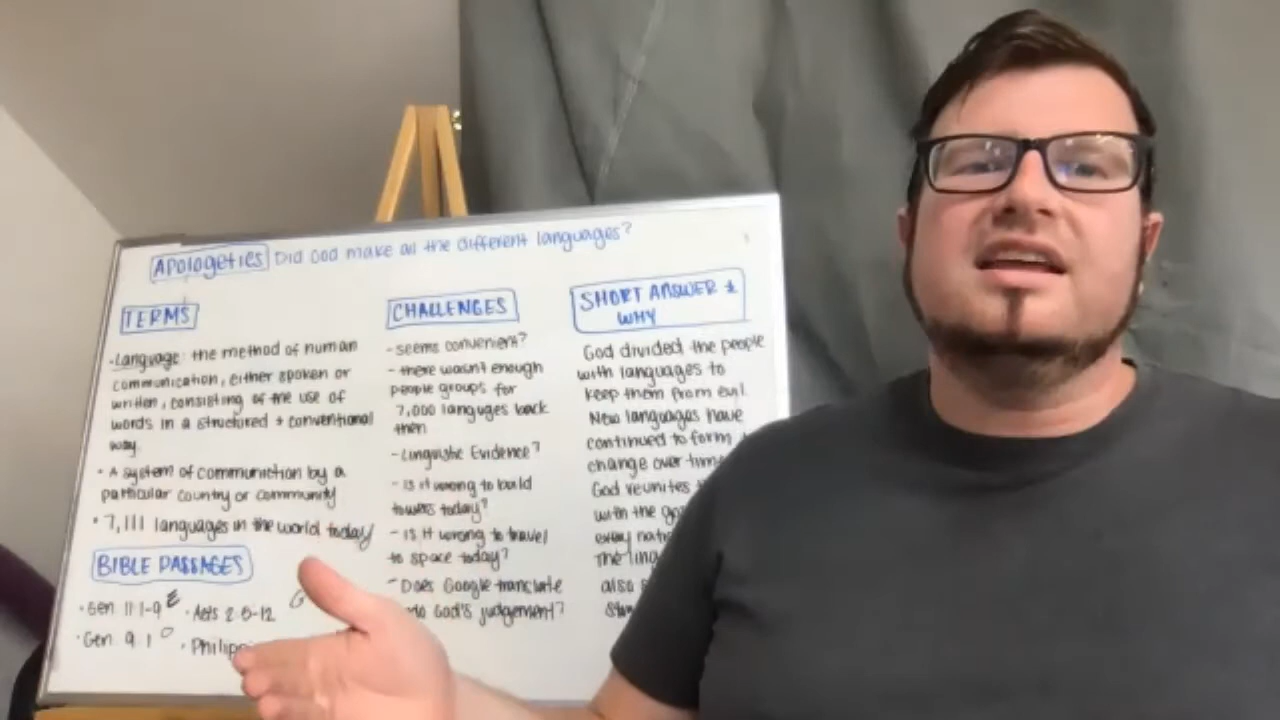 Apologetics Did God make all the different languages?
TERMS
• Language: the method of human
communication, either spoken or
written, consisting of the use of
words in a structured + conventional
way.
• A system of communiction by a
particular country or community
• 7,111 languages in the world today
BIBLE PASSAGES
• Gen 11:1-9
• Acts 2:5-12
• Gen. 9:1
• Philipp
CHALLENGES
- seems convenient?
- there wasn't enough
people groups for
7,000 languges back
then
- Linguistic Evidence?
- is it wrong to build
towers today?
- is it wrong to travel
to space today?
- Does Google translate
God's judgement?
SHORT ANSWER +
WHY
God divided the people
with languages to
keep them from evil.
New languages have
continued to form +
change over time
God reunites
with the
every
The
also